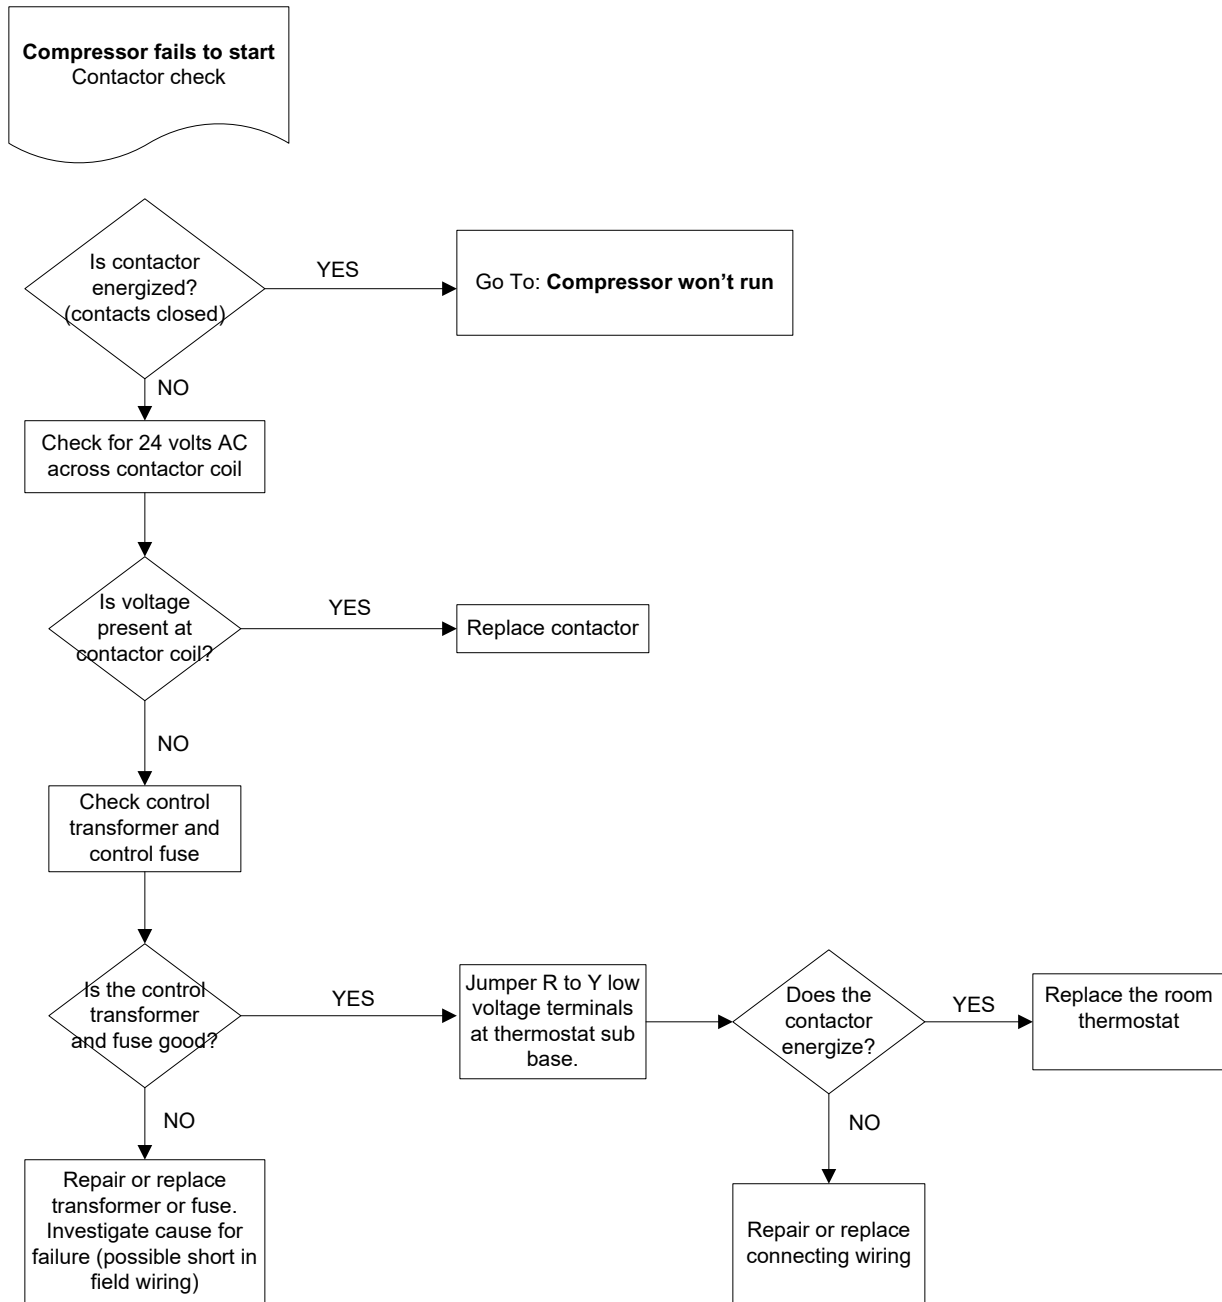 Compressor fails to start
Contactor check
Is contactor
energized?
(contacts closed)
YES
Go To: Compressor won’t run
NO
Check for 24 volts AC
across contactor coil
Is voltage
present at
contactor coil?
YES
Replace contactor
NO
Check control
transformer and
control fuse
Is the control
transformer
and fuse good?
YES
Jumper R to Y low
voltage terminals
at thermostat sub
base.
Does the
contactor
energize?
YES
Replace the room
thermostat
NO
Repair or replace
transformer or fuse.
Investigate cause for
failure (possible short in
field wiring)
NO
Repair or replace
connecting wiring